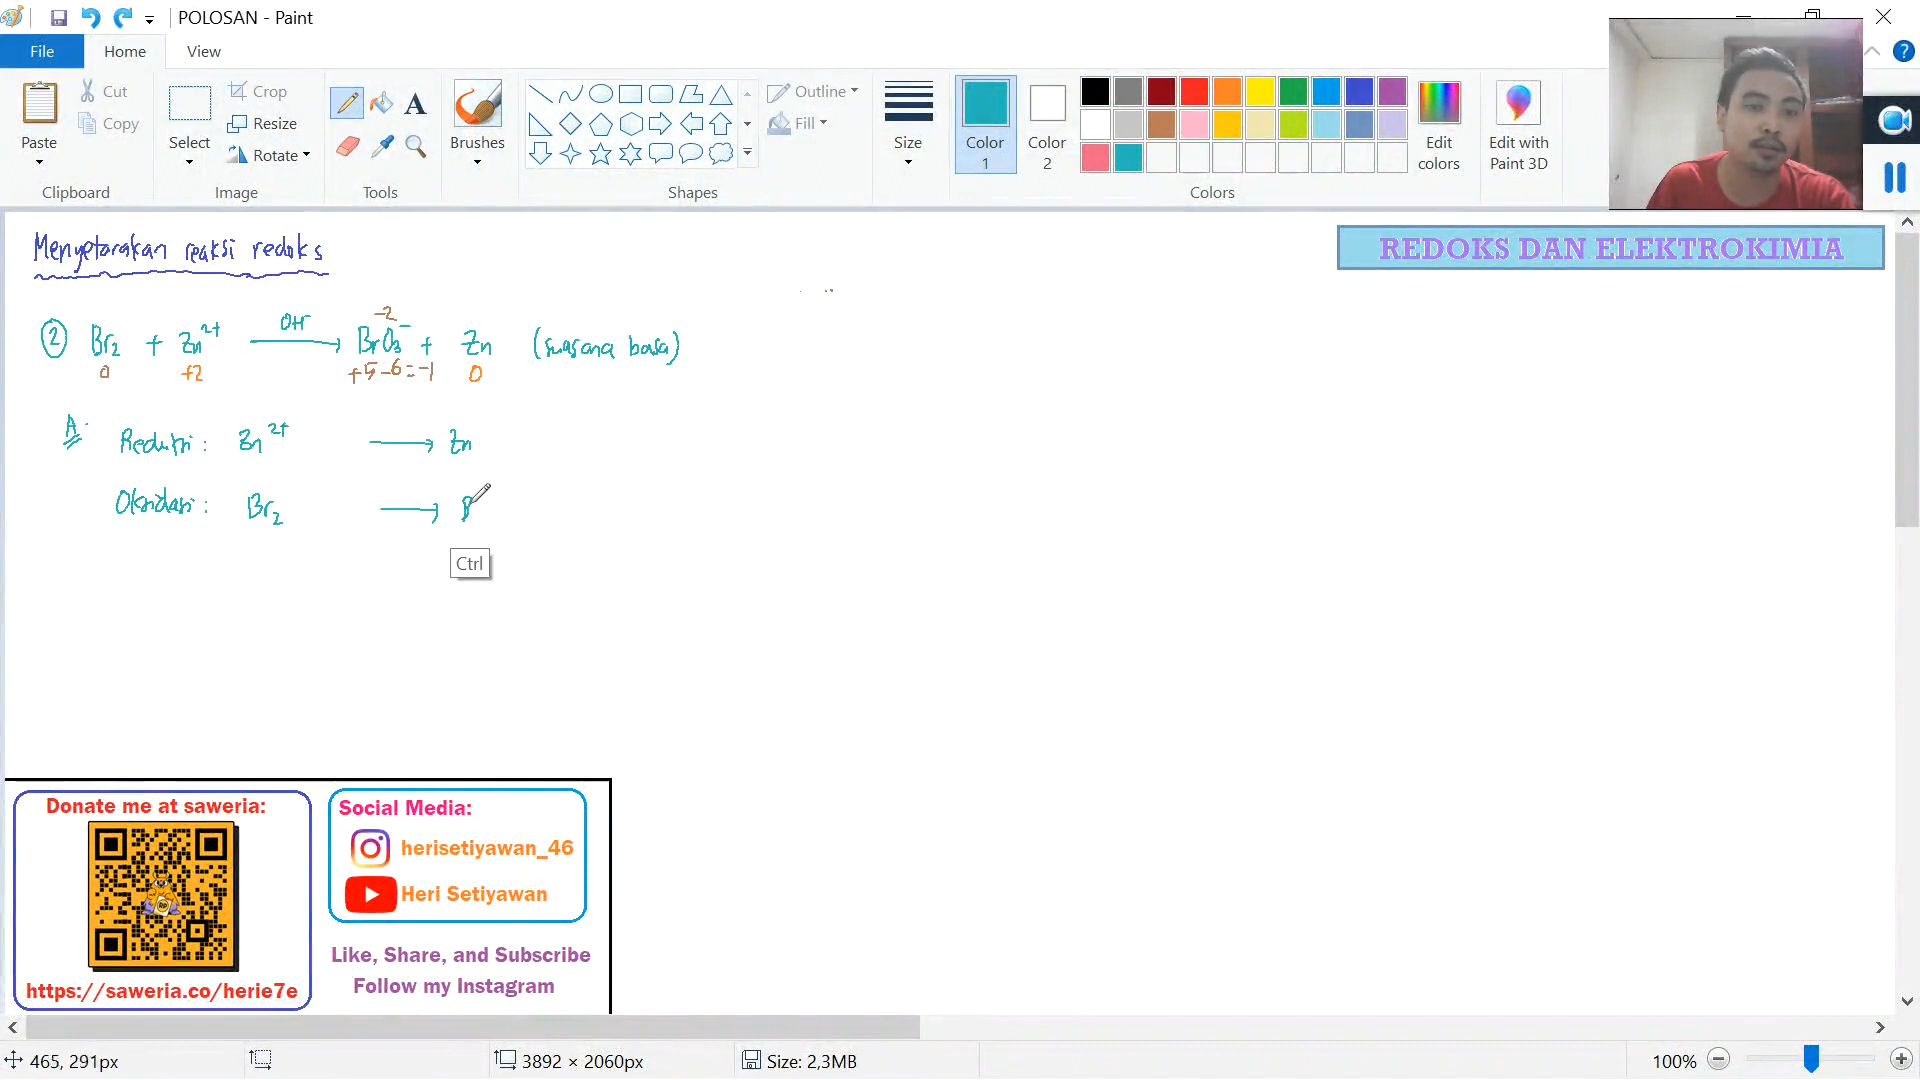 POLOSAN - Paint
File Home View
Paste
Cut
Copy
Clipboard
Select
Crop
Resize
Rotate
Image
A
Tools
Brushes
Shapes
Outline
Fill
Size
Color 1
Color 2
Colors
Edit colors
Edit with Paint 3D
?
Menyetarakan reaksi redoks
REDOKS DAN ELEKTROKIMIA
OH⁻
-2
② Br₂ + Zn²⁺ → BrO₃⁻ + Zn (suasana basa)
0 +2 +5 -6 = -1 0
A.
Reduksi : Zn²⁺ → Zn
Oksidasi : Br₂ →
Ctrl
Donate me at saweria:
https://saweria.co/herie7e
Social Media:
herisetiyawan_46
Heri Setiyawan
Like, Share, and Subscribe
Follow my Instagram
465, 291px
3892 × 2060px
Size: 2,3MB
100%